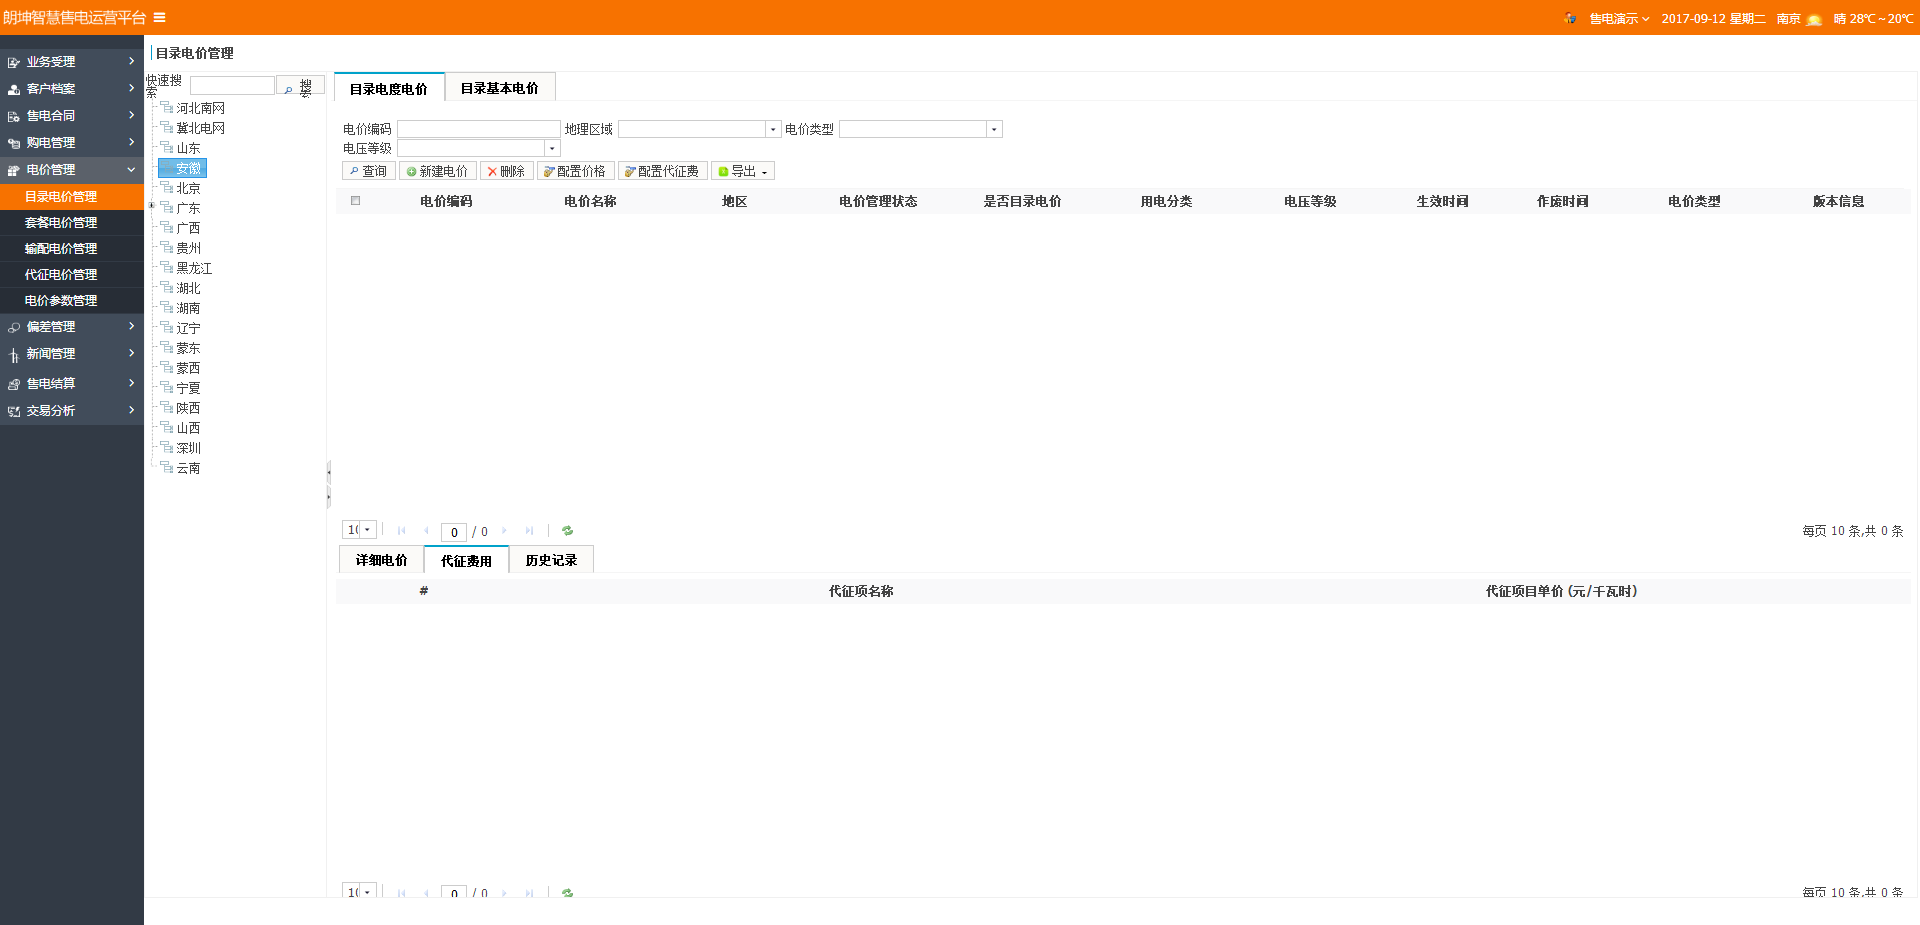 朗坤智慧售电运营平台
售电演示 2017-09-12 星期二 南京 晴 28℃~20℃
业务受理
客户档案
售电合同
购电管理
电价管理
目录电价管理
套餐电价管理
输配电价管理
代征电价管理
电价参数管理
偏差管理
新闻管理
售电结算
交易分析
目录电价管理
快速搜索 搜索
河北南网
冀北电网
山东
安徽
北京
广东
广西
贵州
黑龙江
湖北
湖南
辽宁
蒙东
蒙西
宁夏
陕西
山西
深圳
云南
目录电度电价 目录基本电价
电价编码 地理区域 电价类型
电压等级
查询 新建电价 删除 配置价格 配置代征费 导出
电价编码 电价名称 地区 电价管理状态 是否目录电价 用电分类 电压等级 生效时间 作废时间 电价类型 版本信息
10 0 / 0 每页 10 条,共 0 条
详细电价 代征费用 历史记录
# 代征项名称 代征项目单价 (元/千瓦时)
10 0 / 0 每页 10 条,共 0 条